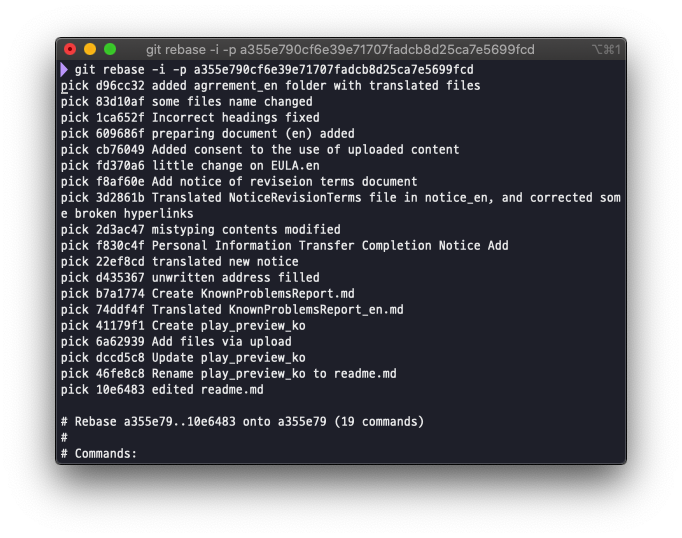 git rebase -i -p a355e790cf6e39e71707fadcb8d25ca7e5699fcd
⌥⌘1
git rebase -i -p a355e790cf6e39e71707fadcb8d25ca7e5699fcd
pick d96cc32 added agrrement_en folder with translated files
pick 83d10af some files name changed
pick 1ca652f Incorrect headings fixed
pick 609686f preparing document (en) added
pick cb76049 Added consent to the use of uploaded content
pick fd370a6 little change on EULA.en
pick f8af60e Add notice of reviseion terms document
pick 3d2861b Translated NoticeRevisionTerms file in notice_en, and corrected som
e broken hyperlinks
pick 2d3ac47 mistyping contents modified
pick f830c4f Personal Information Transfer Completion Notice Add
pick 22ef8cd translated new notice
pick d435367 unwritten address filled
pick b7a1774 Create KnownProblemsReport.md
pick 74ddf4f Translated KnownProblemsReport_en.md
pick 41179f1 Create play_preview_ko
pick 6a62939 Add files via upload
pick dccd5c8 Update play_preview_ko
pick 46fe8c8 Rename play_preview_ko to readme.md
pick 10e6483 edited readme.md
# Rebase a355e79..10e6483 onto a355e79 (19 commands)
#
# Commands: